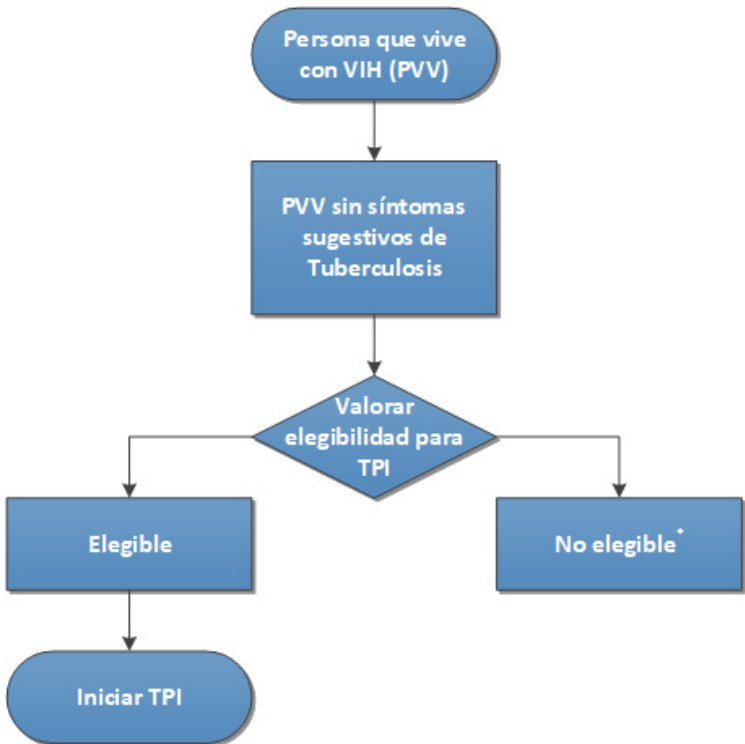 Persona que vive
con VIH (PVV)
PVV sin síntomas
sugestivos de
Tuberculosis
Valorar
elegibilidad para
TPI
Elegible
No elegible*
Iniciar TPI